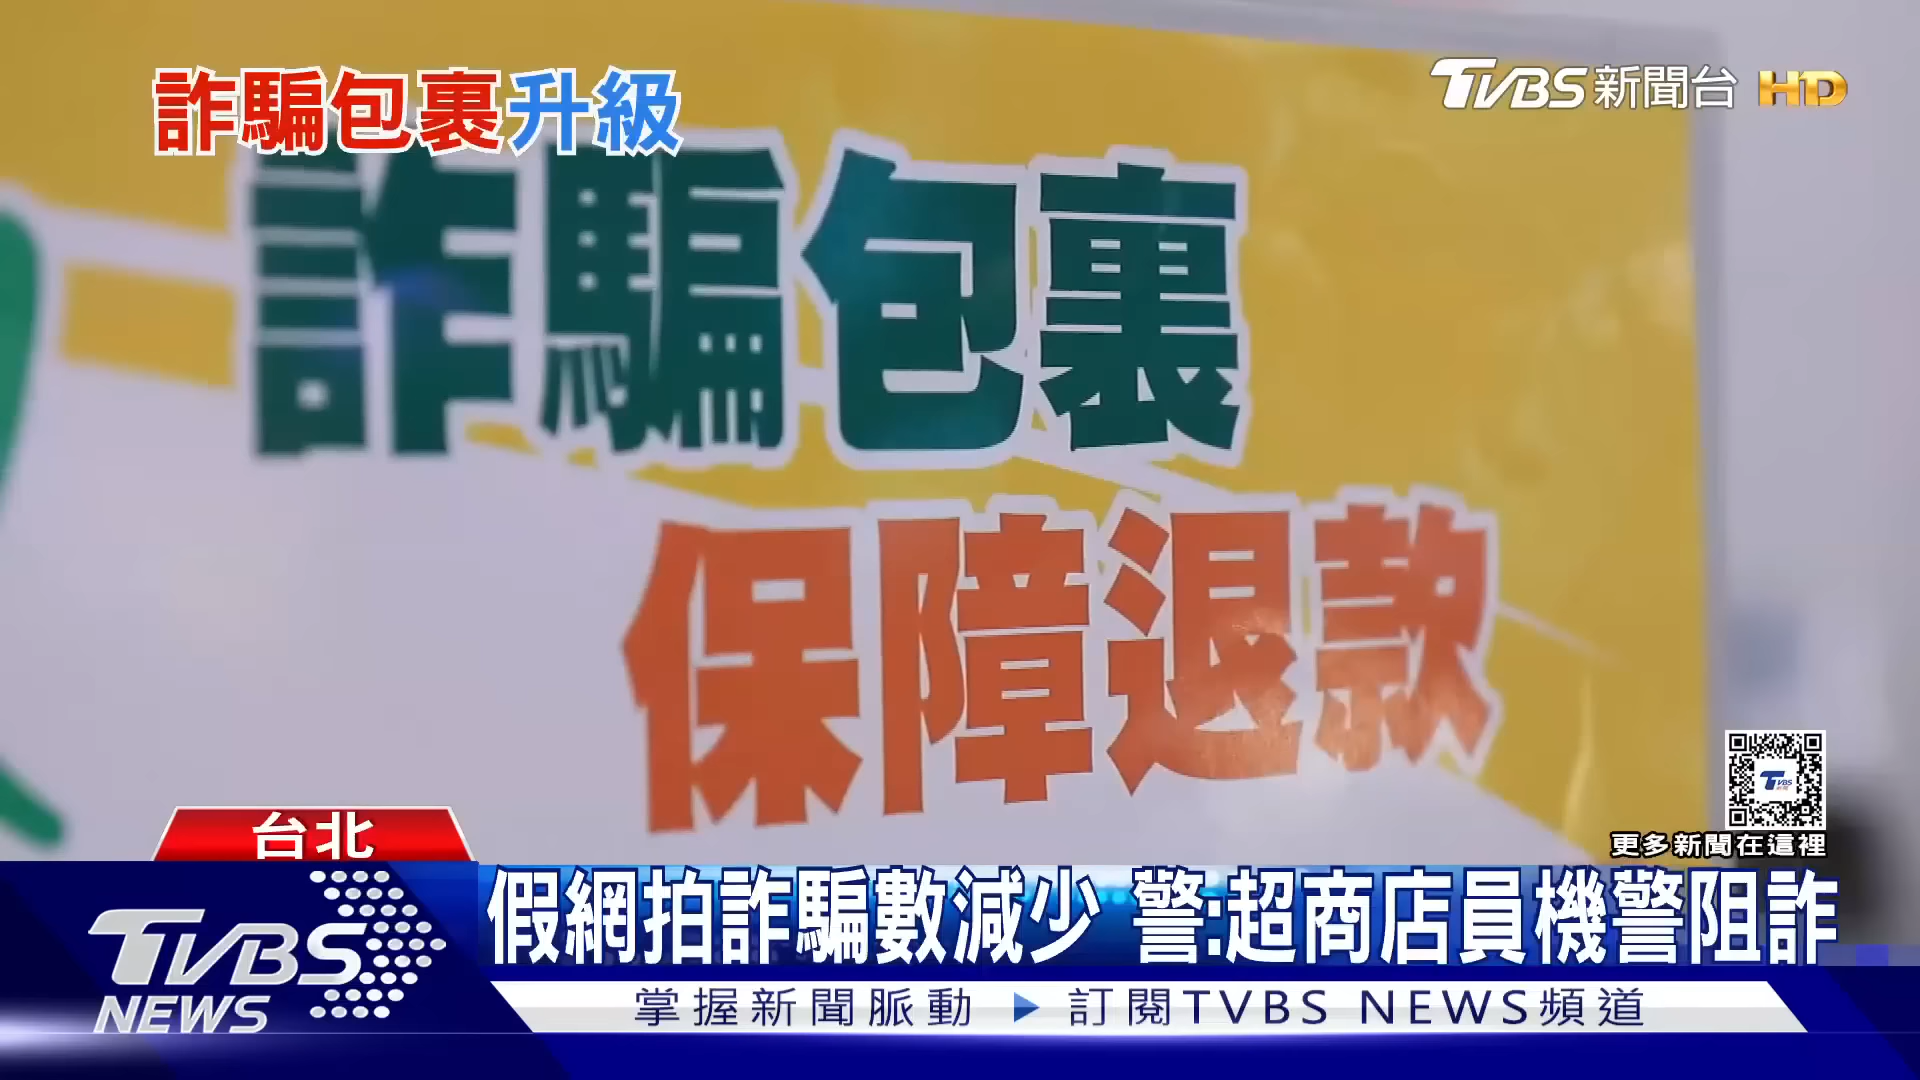 詐騙包裹升級
TVBS新聞台 HD
詐騙包裹
保障退款
更多新聞在這裡
台北
假網拍詐騙數減少 警:超商店員機警阻詐
TVBS NEWS
掌握新聞脈動 ▶ 訂閱TVBS NEWS頻道